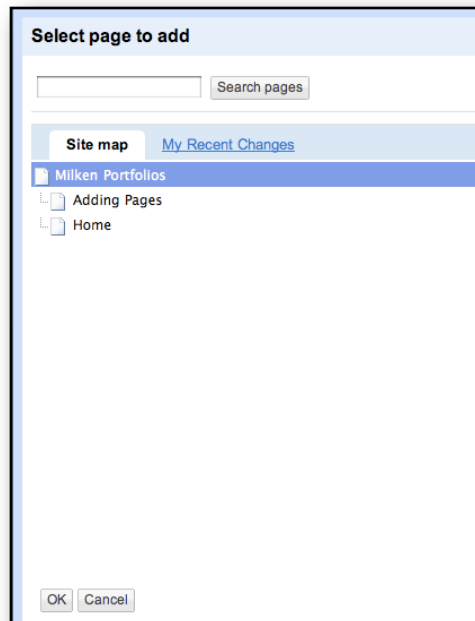 Select page to add
Search pages
Site map My Recent Changes
Milken Portfolios
Adding Pages
Home
OK Cancel